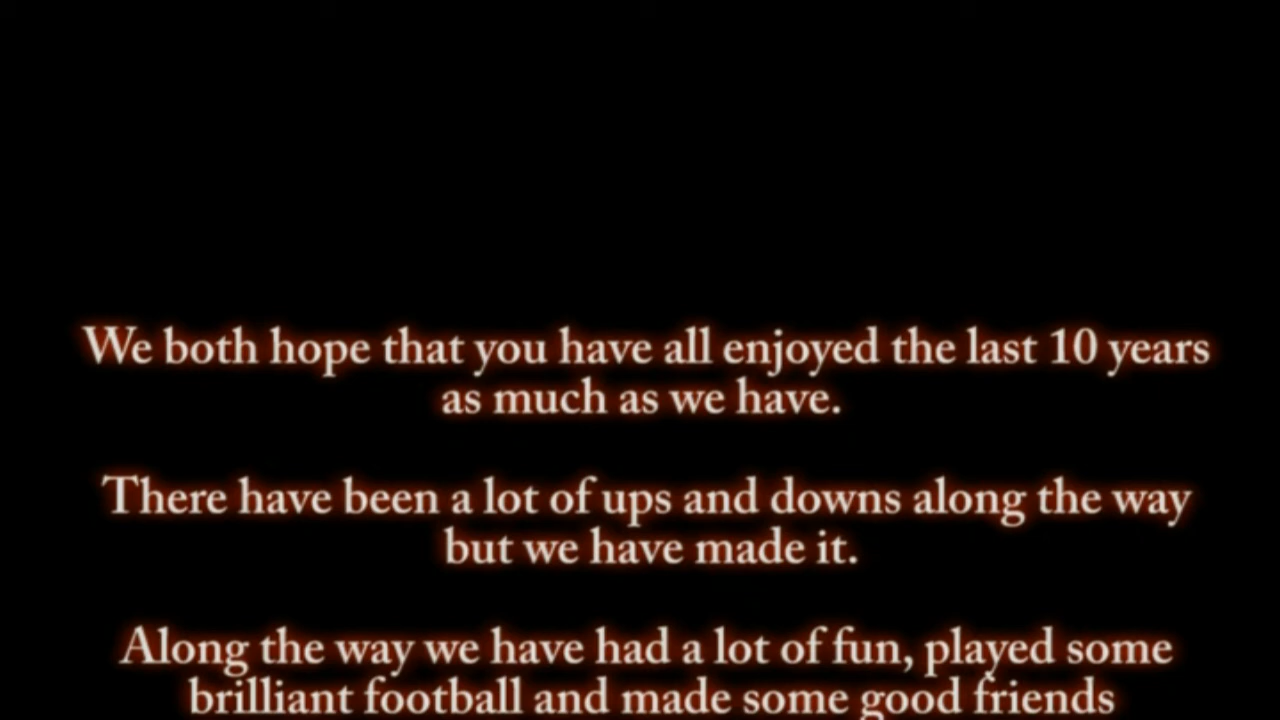 We both hope that you have all enjoyed the last 10 years
as much as we have.
There have been a lot of ups and downs along the way
but we have made it.
Along the way we have had a lot of fun, played some
brilliant football and made some good friends